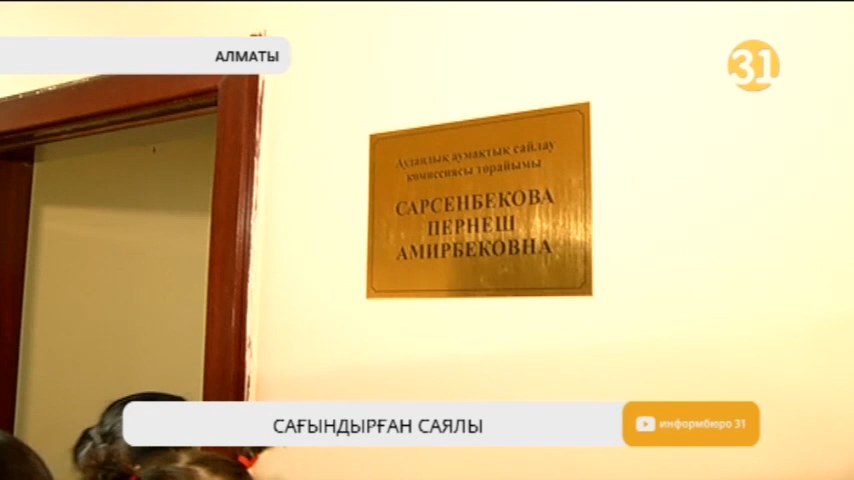 АЛМАТЫ
31
Аудандық аумақтық сайлау
комиссиясы төрайымы
САРСЕНБЕКОВА
ПЕРНЕШ
АМИРБЕКОВНА
САҒЫНДЫРҒАН САЯЛЫ
информбюро 31